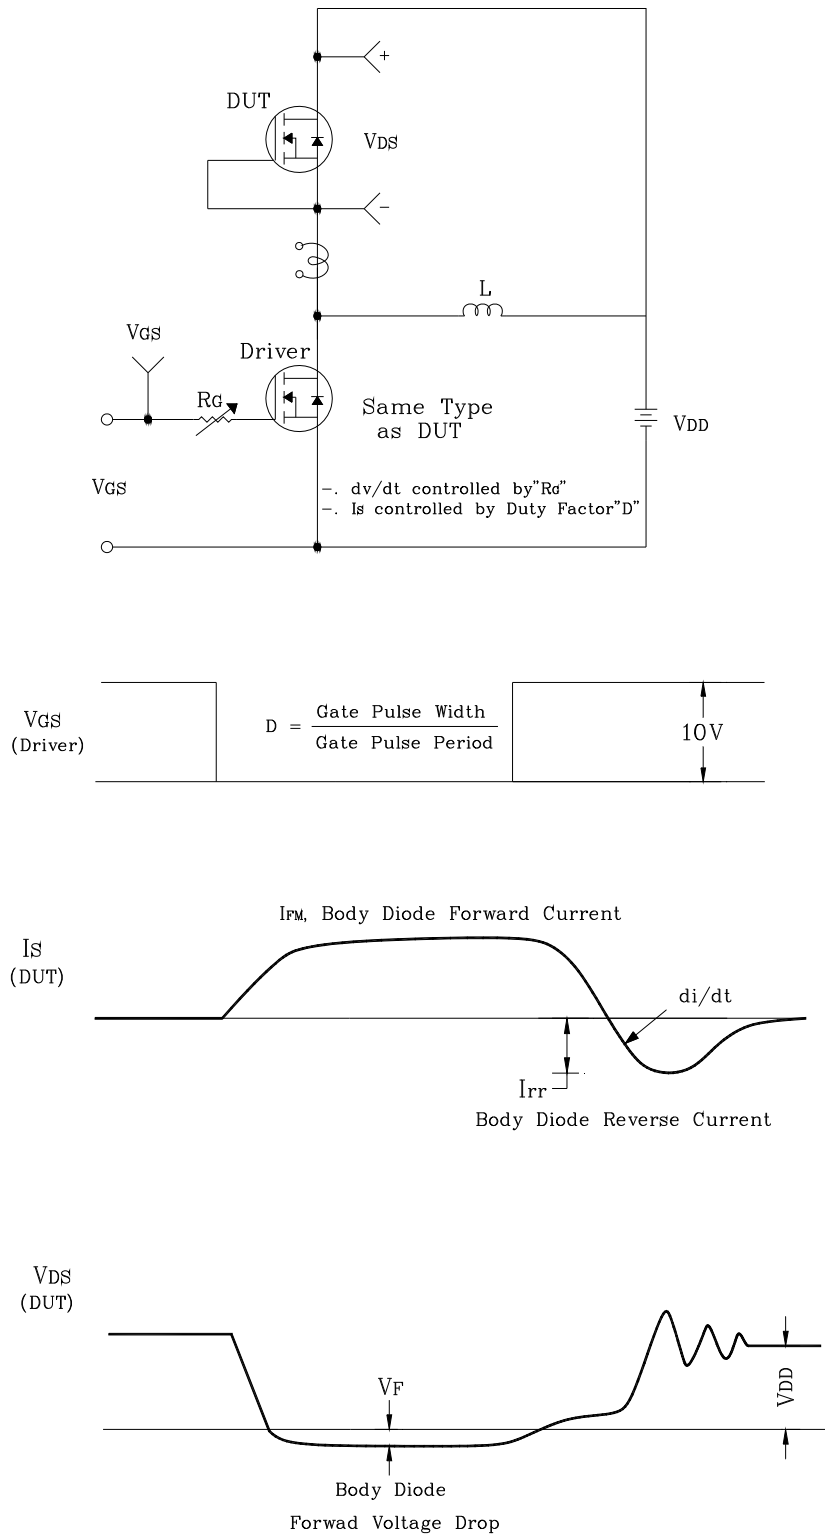 +
DUT
VDS
−
L
VGS
Driver
RG
Same Type
as DUT
VDD
VGS
−. dv/dt controlled by"RG"
−. Is controlled by Duty Factor"D"
VGS
(Driver)
D = Gate Pulse Width
Gate Pulse Period
10V
IFM, Body Diode Forward Current
IS
(DUT)
di/dt
Irr
Body Diode Reverse Current
VDS
(DUT)
VF
VDD
Body Diode
Forwad Voltage Drop